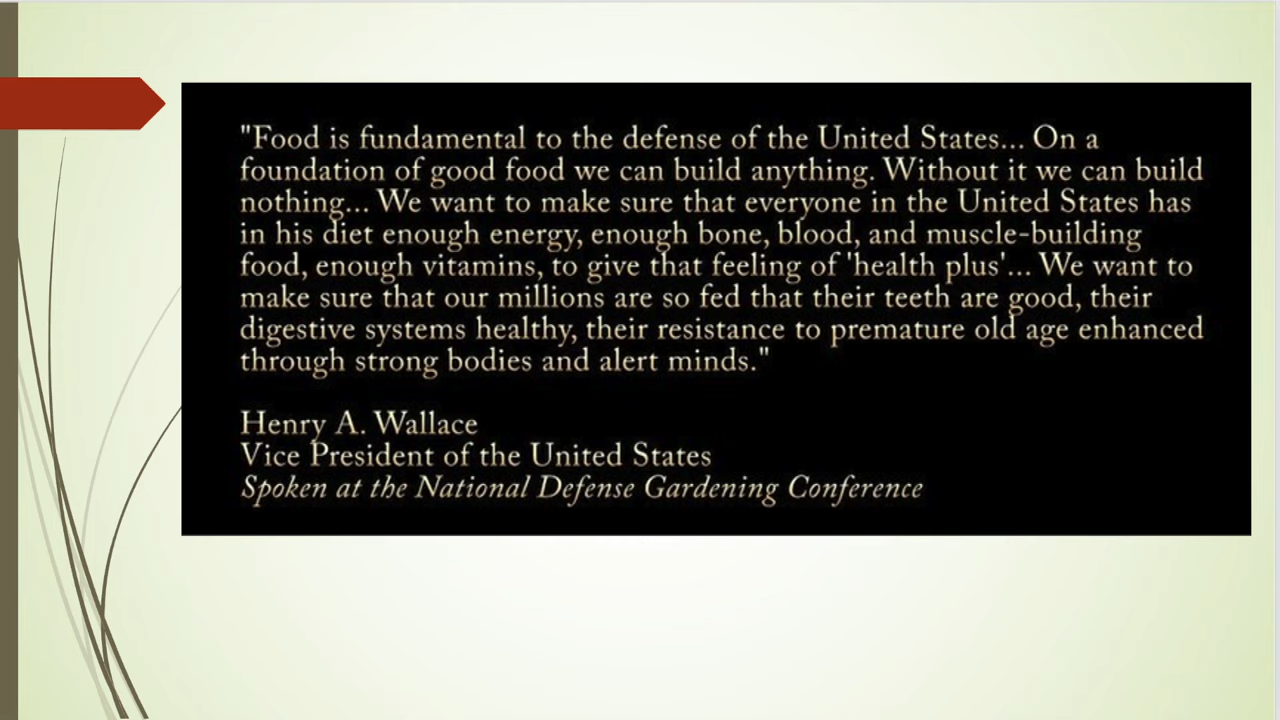 "Food is fundamental to the defense of the United States... On a
foundation of good food we can build anything. Without it we can build
nothing... We want to make sure that everyone in the United States has
in his diet enough energy, enough bone, blood, and muscle-building
food, enough vitamins, to give that feeling of 'health plus'... We want to
make sure that our millions are so fed that their teeth are good, their
digestive systems healthy, their resistance to premature old age enhanced
through strong bodies and alert minds."
Henry A. Wallace
Vice President of the United States
Spoken at the National Defense Gardening Conference